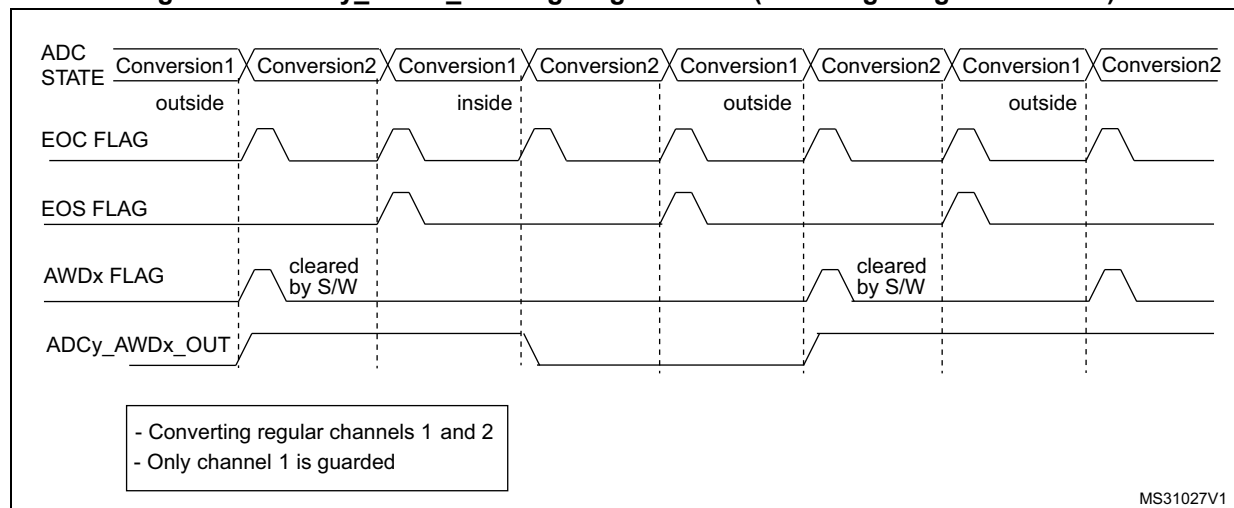 ADC
STATE
Conversion1 Conversion2 Conversion1 Conversion2 Conversion1 Conversion2 Conversion1 Conversion2
outside inside outside outside
EOC FLAG
EOS FLAG
AWDx FLAG
cleared
by S/W
cleared
by S/W
ADCy_AWDx_OUT
- Converting regular channels 1 and 2
- Only channel 1 is guarded
MS31027V1